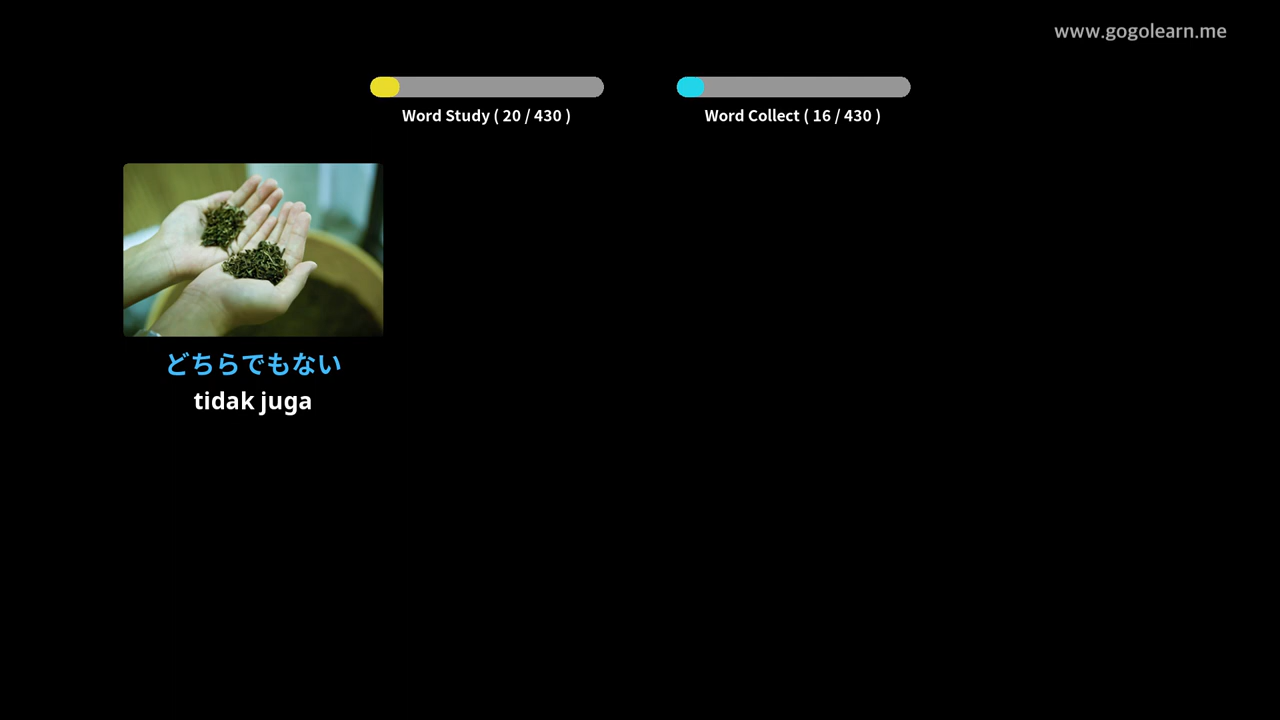 www.gogolearn.me
Word Study ( 20 / 430 )
Word Collect ( 16 / 430 )
どちらでもない
tidak juga